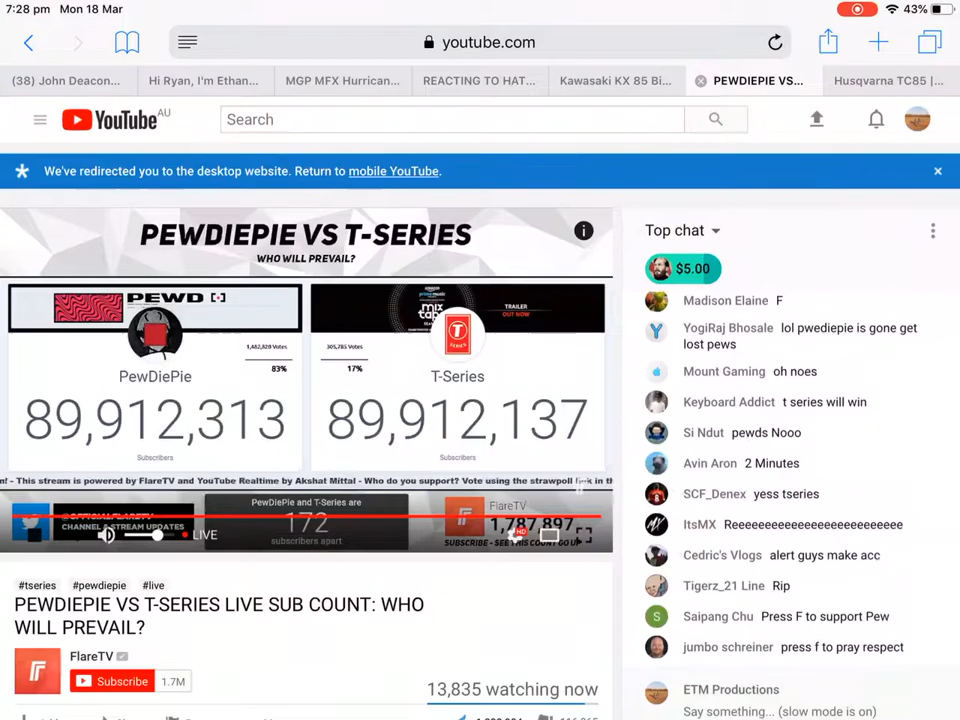 7:28 pm Mon 18 Mar
43%
youtube.com
(38) John Deacon...
Hi Ryan, I'm Ethan...
MGP MFX Hurrican...
REACTING TO HAT...
Kawasaki KX 85 Bi...
PEWDIEPIE VS...
Husqvarna TC85 |...
YouTube AU
Search
We've redirected you to the desktop website. Return to mobile YouTube.
PEWDIEPIE VS T-SERIES
WHO WILL PREVAIL?
PEWD
amazon prime music
mix tap
TRAILER
OUT NOW
T
SERIES
1,482,820 Votes
83%
305,785 Votes
17%
PewDiePie
T-Series
89,912,313
89,912,137
Subscribers
Subscribers
- This stream is powered by FlareTV and YouTube Realtime by Akshat Mittal - Who do you support? Vote using the strawpoll link in th
CHANNEL & STREAM UPDATES
PewDiePie and T-Series are
172
subscribers apart
FlareTV
1,787,897
LIVE
HD
#tseries #pewdiepie #live
PEWDIEPIE VS T-SERIES LIVE SUB COUNT: WHO
WILL PREVAIL?
FlareTV
Subscribe 1.7M
13,835 watching now
Top chat
$5.00
Madison Elaine F
YogiRaj Bhosale lol pwediepie is gone get
lost pews
Mount Gaming oh noes
Keyboard Addict t series will win
Si Ndut pewds Nooo
Avin Aron 2 Minutes
SCF_Denex yess tseries
ItsMX Reeeeeeeeeeeeeeeeeeeeeeee
Cedric's Vlogs alert guys make acc
Tigerz_21 Line Rip
S
Saipang Chu Press F to support Pew
jumbo schreiner press f to pray respect
ETM Productions
Say something... (slow mode is on)